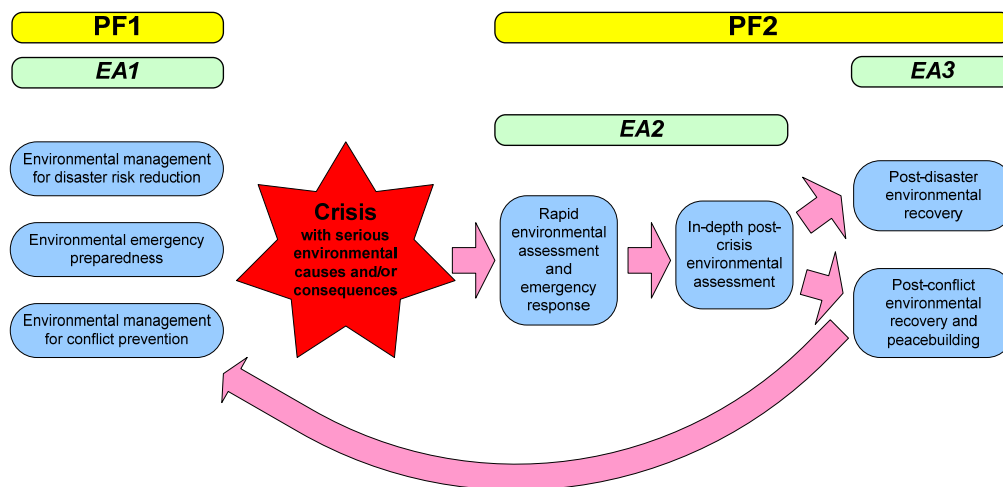 PF1
PF2
EA1
EA3
EA2
Environmental management
for disaster risk reduction
Environmental emergency
preparedness
Environmental management
for conflict prevention
Crisis
with serious
environmental
causes and/or
consequences
Rapid
environmental
assessment
and
emergency
response
In-depth post-
crisis
environmental
assessment
Post-disaster
environmental
recovery
Post-conflict
environmental
recovery and
peacebuilding